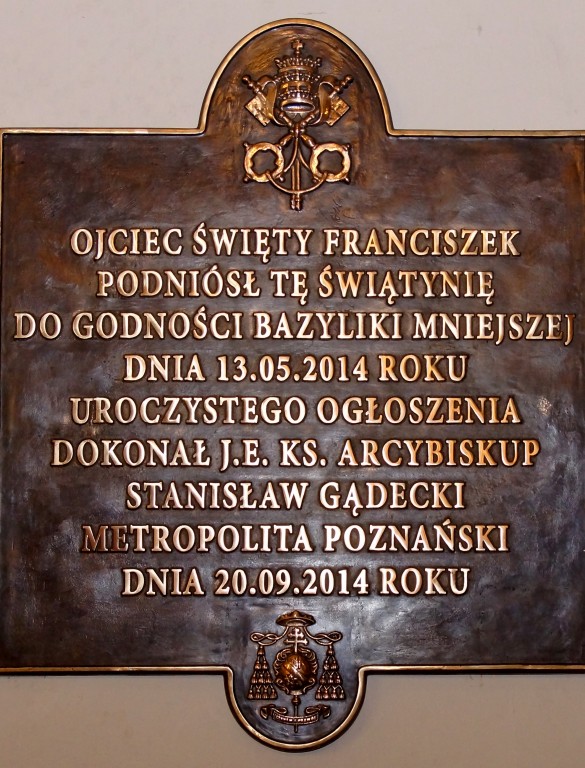 OJCIEC ŚWIĘTY FRANCISZEK
PODNIÓSŁ TĘ ŚWIĄTYNIĘ
DO GODNOŚCI BAZYLIKI MNIEJSZEJ
DNIA 13.05.2014 ROKU
UROCZYSTEGO OGŁOSZENIA
DOKONAŁ J.E. KS. ARCYBISKUP
STANISŁAW GĄDECKI
METROPOLITA POZNAŃSKI
DNIA 20.09.2014 ROKU